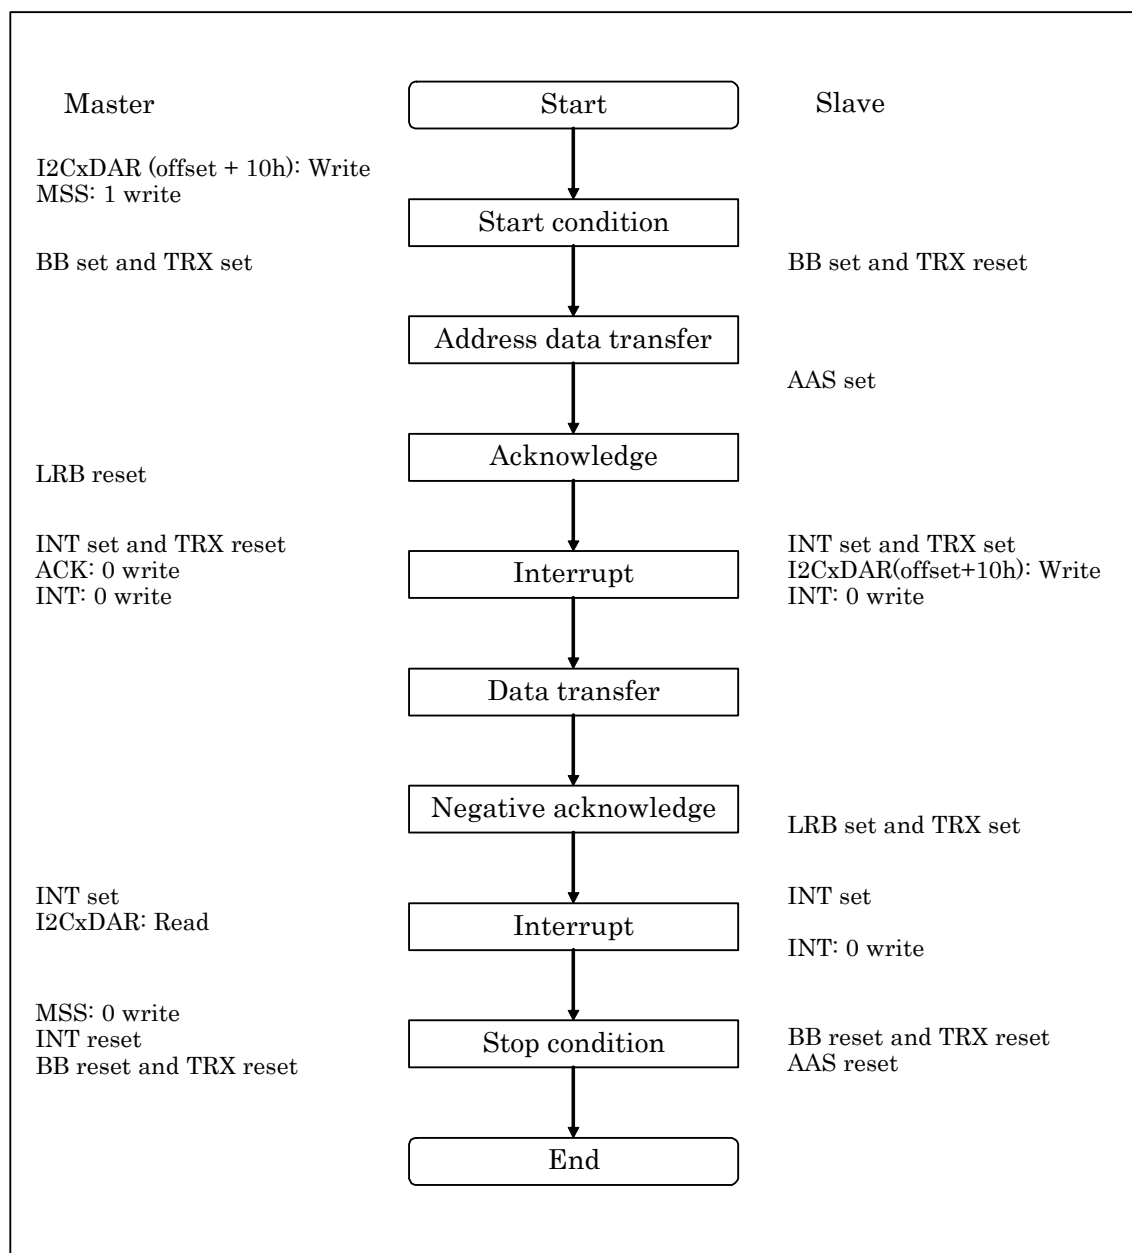 Master
Start
Slave
I2CxDAR (offset + 10h): Write
MSS: 1 write
Start condition
BB set and TRX set
BB set and TRX reset
Address data transfer
AAS set
Acknowledge
LRB reset
INT set and TRX reset
ACK: 0 write
INT: 0 write
Interrupt
INT set and TRX set
I2CxDAR(offset+10h): Write
INT: 0 write
Data transfer
Negative acknowledge
LRB set and TRX set
INT set
I2CxDAR: Read
Interrupt
INT set
INT: 0 write
MSS: 0 write
INT reset
BB reset and TRX reset
Stop condition
BB reset and TRX reset
AAS reset
End